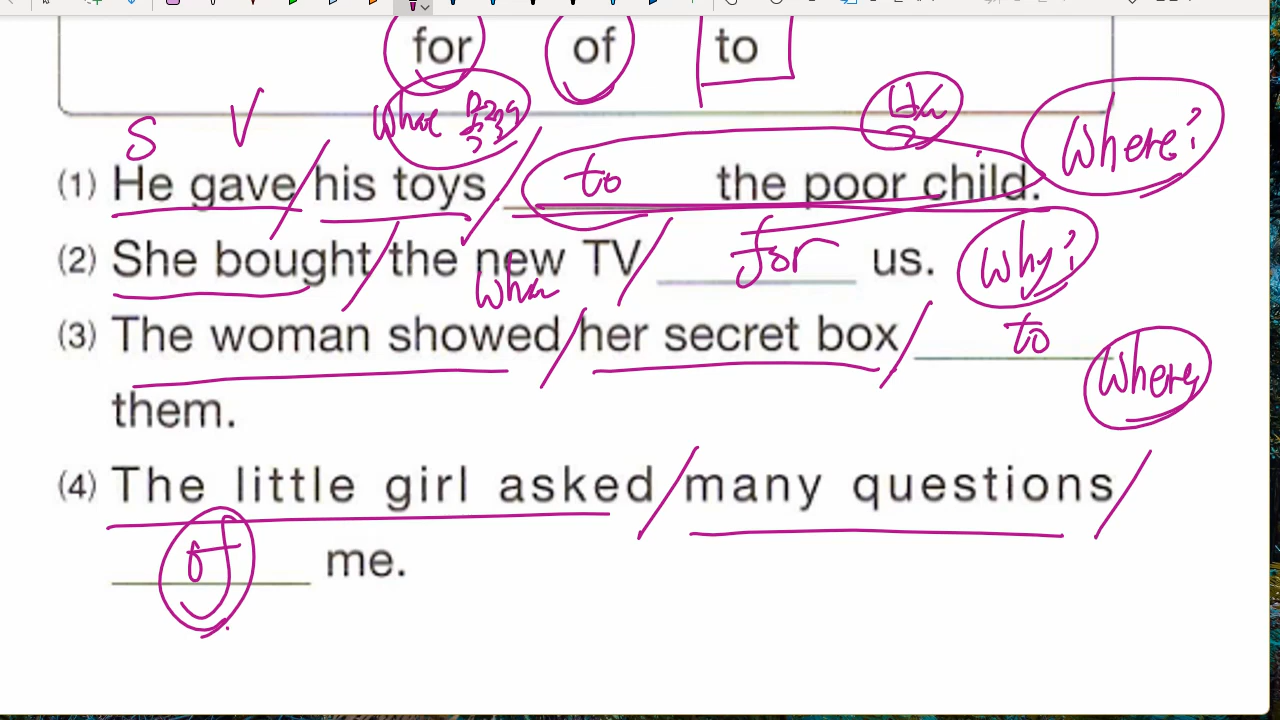 for of to
S V What Where?
(1) He gave his toys to the poor child.
(2) She bought the new TV for us. Why?
What
(3) The woman showed her secret box to
Where
them.
(4) The little girl asked many questions
of me.